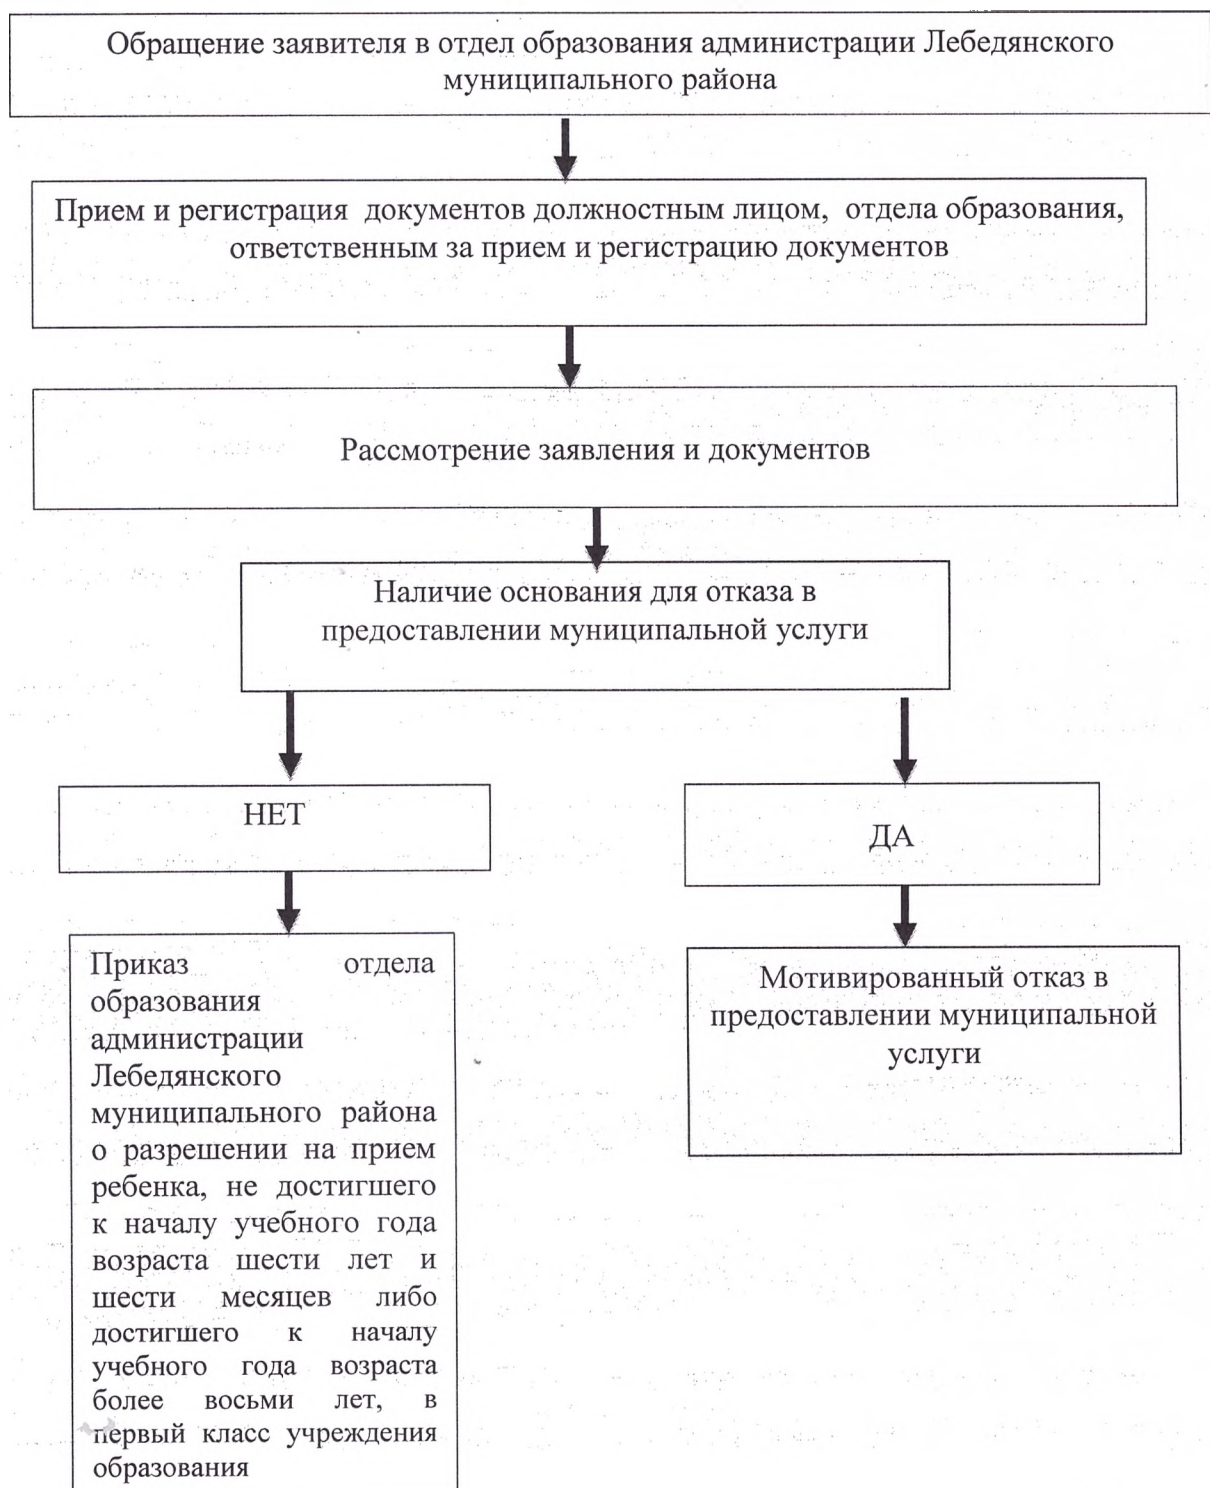 Обращение заявителя в отдел образования администрации Лебедянского
муниципального района
Прием и регистрация документов должностным лицом, отдела образования,
ответственным за прием и регистрацию документов
Рассмотрение заявления и документов
Наличие основания для отказа в
предоставлении муниципальной услуги
НЕТ
ДА
Приказ отдела
образования
администрации
Лебедянского
муниципального района
о разрешении на прием
ребенка, не достигшего
к началу учебного года
возраста шести лет и
шести месяцев либо
достигшего к началу
учебного года возраста
более восьми лет, в
первый класс учреждения
образования
Мотивированный отказ в
предоставлении муниципальной
услуги